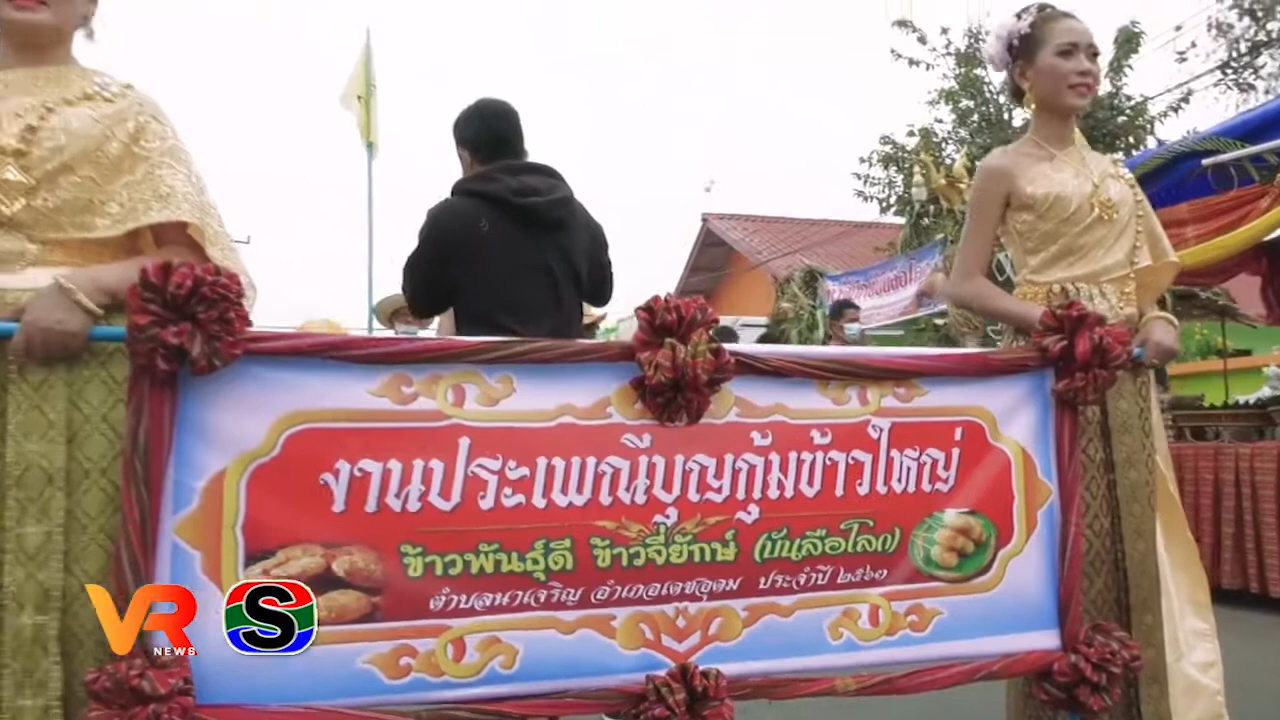 งานประเพณีบุญกุ้มข้าวใหญ่
ข้าวพันธุ์ดี ข้าวจี่ยักษ์ (บันลือโลก)
ตำบลนาเจริญ อำเภอเดชอุดม ประจำปี ๒๕๖๓
VR
NEWS
S